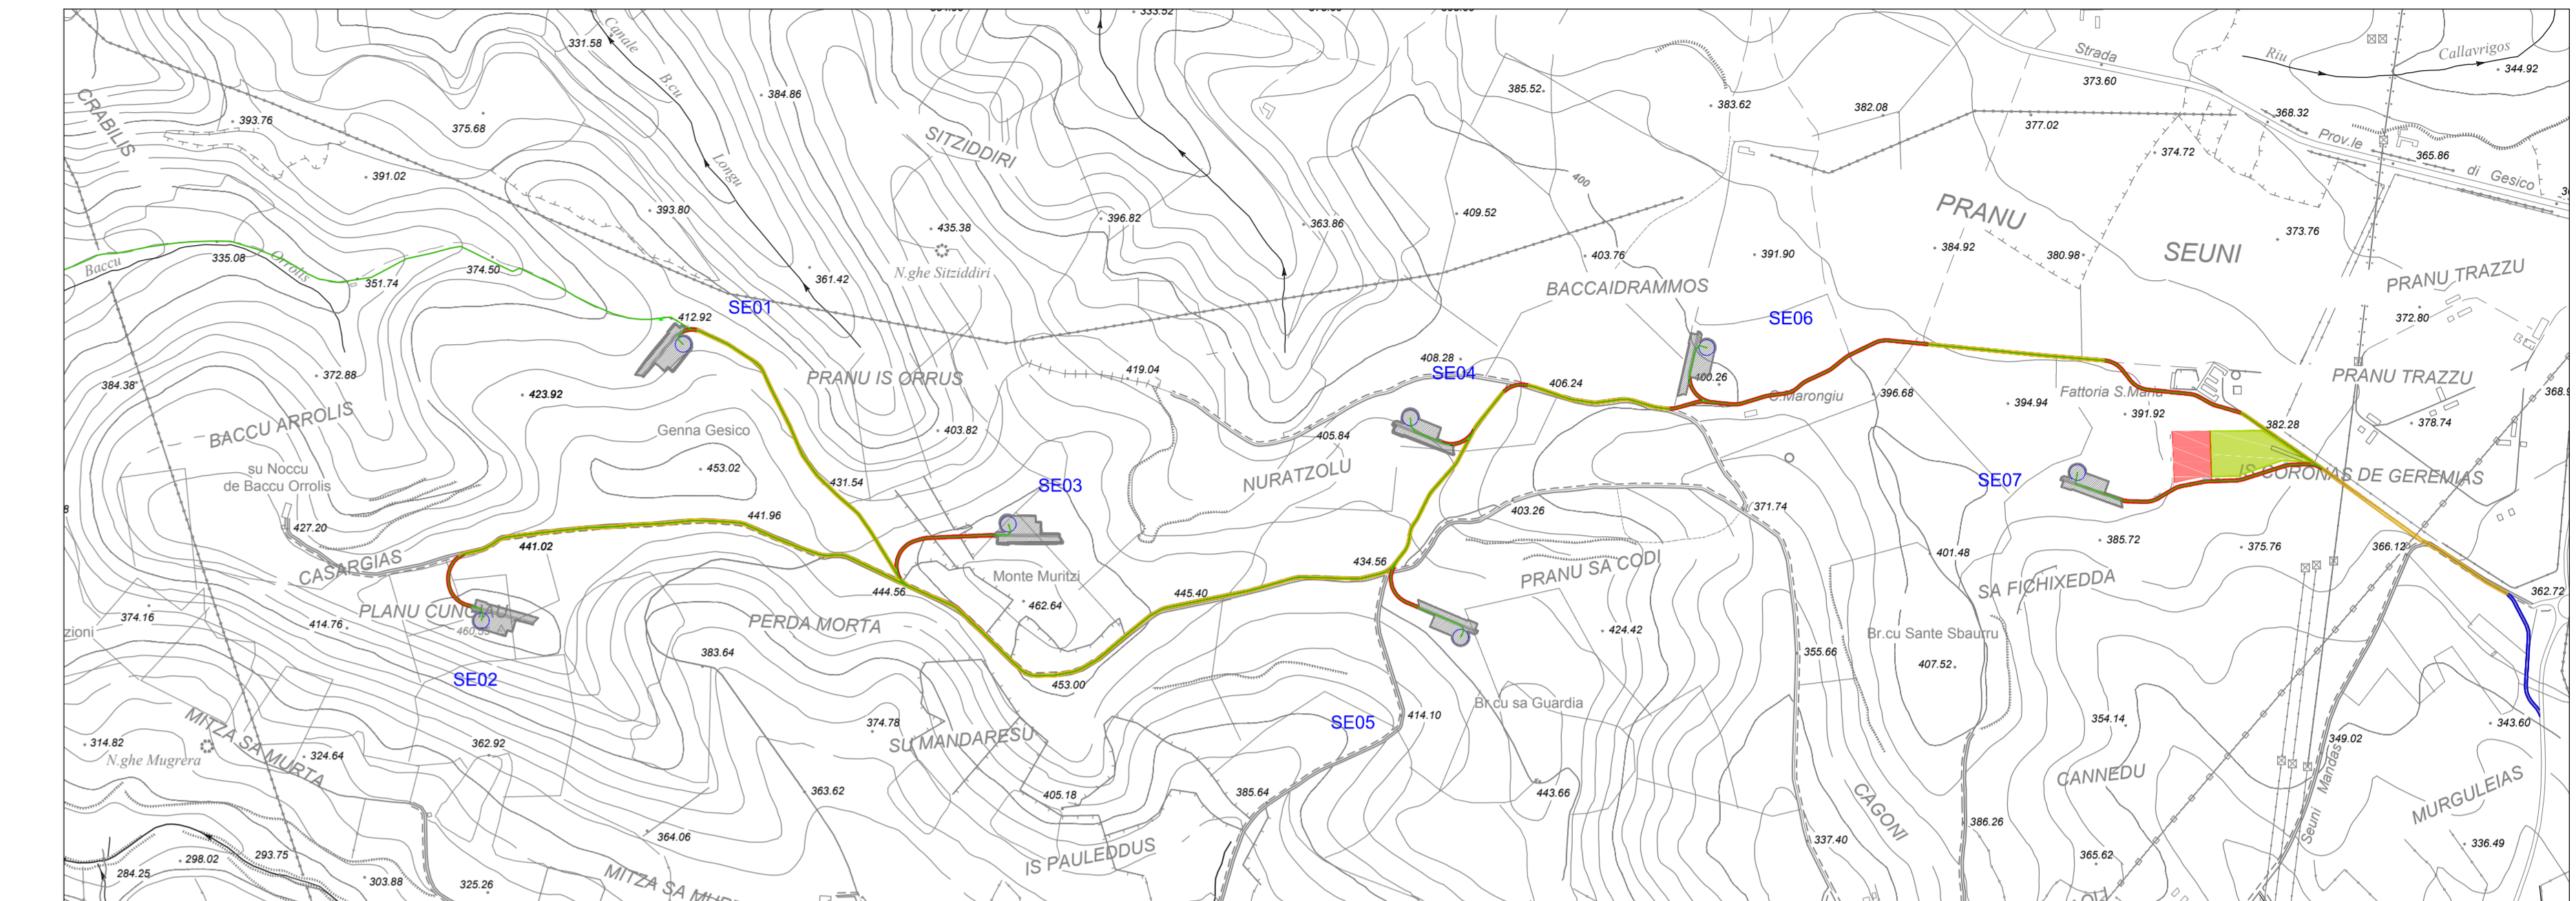 333.52
331.58
Canale
B.cu
Longu
384.86
CRABILIS
393.76
375.68
391.02
393.80
SITZIDDIRI
435.38
N.ghe Sitziddiri
396.82
363.86
361.42
385.52
383.62
382.08
409.52
400
403.76
391.90
Strada
373.60
Riu
Callavrigos
344.92
368.32
377.02
374.72
Prov.le
365.86
di Gesico
PRANU
SEUNI
384.92
380.98
373.76
PRANU TRAZZU
372.80
BACCAIDRAMMOS
Baccu
335.08
Orrolis
351.74
374.50
SE01
412.92
SE06
408.28
SE04
419.04
406.24
400.26
C.Marongiu
396.68
394.94
Fattoria S.Maria
391.92
382.28
PRANU TRAZZU
378.74
384.38
372.88
423.92
PRANU IS ORRUS
BACCU ARROLIS
Genna Gesico
453.02
403.82
405.84
NURATZOLU
su Noccu
de Baccu Orrolis
431.54
SE03
SE07
IS CORONAS DE GEREMIAS
427.20
441.96
441.02
403.26
371.74
401.48
385.72
375.76
366.12
CASARGIAS
PLANU CUNGIAU
444.56
Monte Muritzi
462.64
445.40
434.56
PRANU SA CODI
SA FICHIXEDDA
362.72
374.16
zioni
414.76
PERDA MORTA
383.64
424.42
355.66
Br.cu Sante Sbaurru
407.52
SE02
453.00
SE05
414.10
Br.cu sa Guardia
354.14
343.60
MITZA SA MURTA
314.82
N.ghe Mugrera
324.64
362.92
374.78
SU MANDARESU
349.02
Seuni Mandas
CANNEDU
MURGULEIAS
405.18
385.64
443.66
CAGONI
363.62
364.06
386.26
337.40
365.62
336.49
IS PAULEDDUS
298.02
293.75
284.25
303.88
325.26
MITZA SA